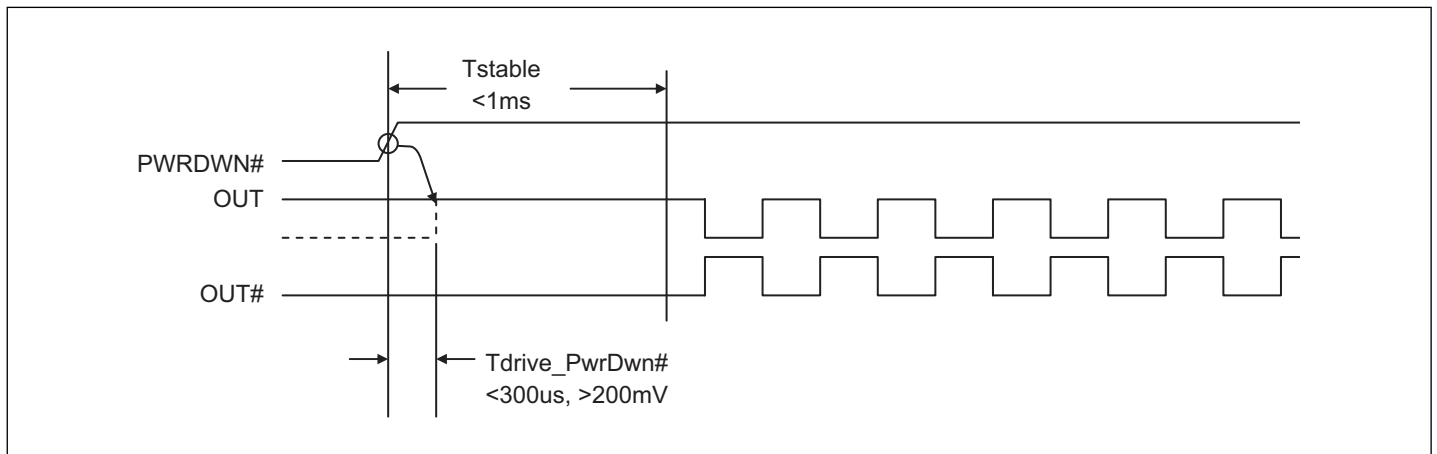 Tstable
<1ms
PWRDWN#
OUT
OUT#
Tdrive_PwrDwn#
<300us, >200mV